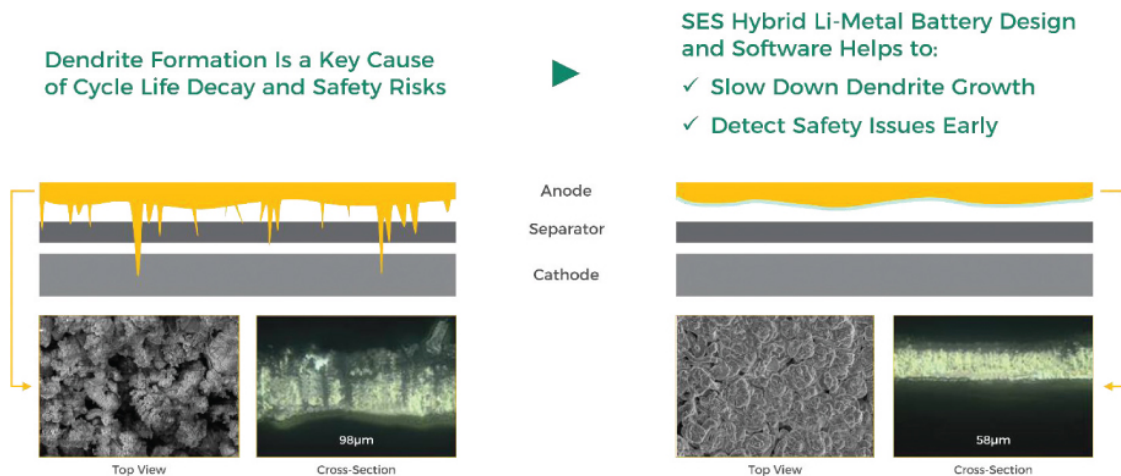 Dendrite Formation Is a Key Cause
of Cycle Life Decay and Safety Risks
SES Hybrid Li-Metal Battery Design
and Software Helps to:
✓ Slow Down Dendrite Growth
✓ Detect Safety Issues Early
Anode
Separator
Cathode
98μm
Top View
Cross-Section
58μm
Top View
Cross-Section